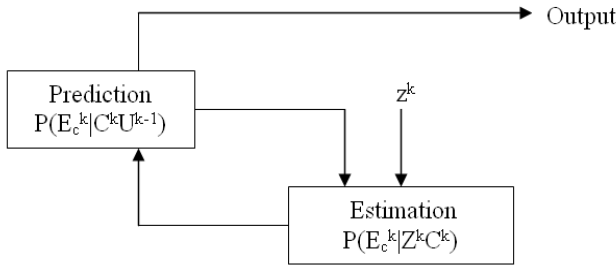 Output
Prediction
P(E_c^k|C^kU^{k-1})
z^k
Estimation
P(E_c^k|Z^kC^k)